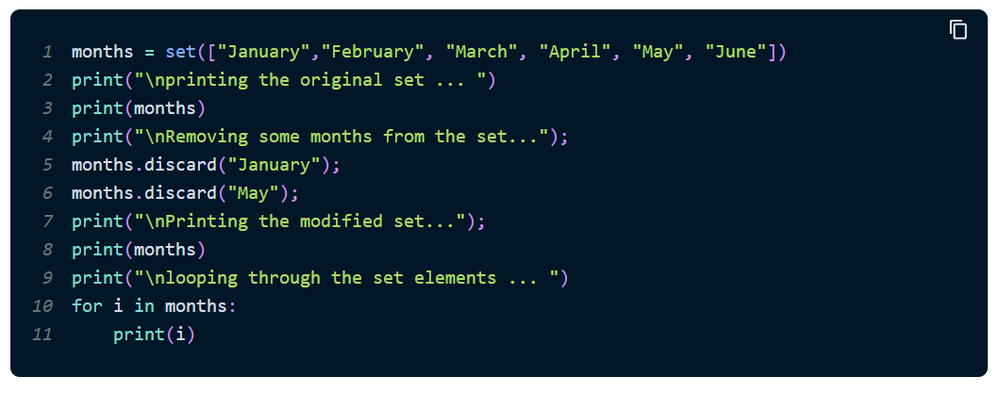 1 months = set(["January","February", "March", "April", "May", "June"])
2 print("\nprinting the original set ... ")
3 print(months)
4 print("\nRemoving some months from the set...");
5 months.discard("January");
6 months.discard("May");
7 print("\nPrinting the modified set...");
8 print(months)
9 print("\nlooping through the set elements ... ")
10 for i in months:
11     print(i)